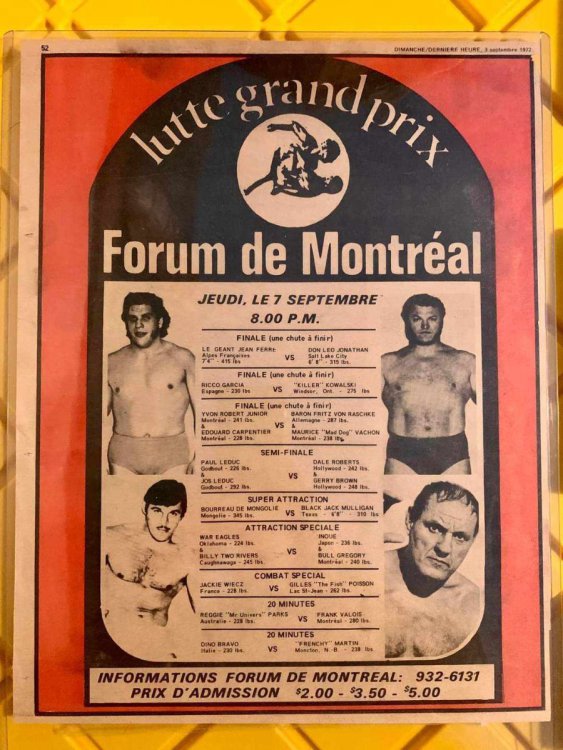 52
DIMANCHE/DERNIERE HEURE, 3 septembre 1972
lutte grand prix
Forum de Montréal
JEUDI, LE 7 SEPTEMBRE
8.00 P.M.
FINALE (une chute à finir)
LE GEANT JEAN FERRE
Alpes Françaises
7'4" - 415 lbs
VS
DON LEO JONATHAN
Salt Lake City
6' 8" - 315 lbs
FINALE (une chute à finir)
RICCO GARCIA
Espagne - 230 lbs
VS
"KILLER" KOWALSKI
Windsor, Ont. - 275 lbs
FINALE (une chute à finir)
YVON ROBERT JUNIOR
Montréal - 241 lbs.
&
EDOUARD CARPENTIER
Montréal - 228 lbs.
VS
BARON FRITZ VON RASCHKE
Allemagne - 287 lbs.
&
MAURICE "Mad Dog" VACHON
Montréal - 238 lbs.
SEMI-FINALE
PAUL LEDUC
Godbout - 226 lbs
&
JOS LEDUC
Godbout - 292 lbs.
VS
DALE ROBERTS
Hollywood - 242 lbs
&
GERRY BROWN
Hollywood - 248 lbs.
SUPER ATTRACTION
BOURREAU DE MONGOLIE
Mongolie - 345 lbs.
VS
BLACK JACK MULLIGAN
Texas - 6'8" - 310 lbs
ATTRACTION SPECIALE
WAR EAGLES
Oklahoma - 224 lbs.
&
BILLY TWO RIVERS
Caughnawaga - 245 lbs.
VS
INOUE
Japon - 236 lbs.
&
BULL GREGORY
Montréal - 240 lbs.
COMBAT SPECIAL
JACKIE WIECZ
France - 228 lbs.
VS
GILLES "The Fish" POISSON
Lac St-Jean - 262 lbs.
20 MINUTES
REGGIE "Mr Univers" PARKS
Australie - 228 lbs.
VS
FRANK VALOIS
Montréal - 280 lbs
20 MINUTES
DINO BRAVO
Italie - 230 lbs
VS
"FRENCHY" MARTIN
Moncton, N.-B. - 238 lbs.
INFORMATIONS FORUM DE MONTREAL: 932-6131
PRIX D'ADMISSION $2.00 - $3.50 - $5.00